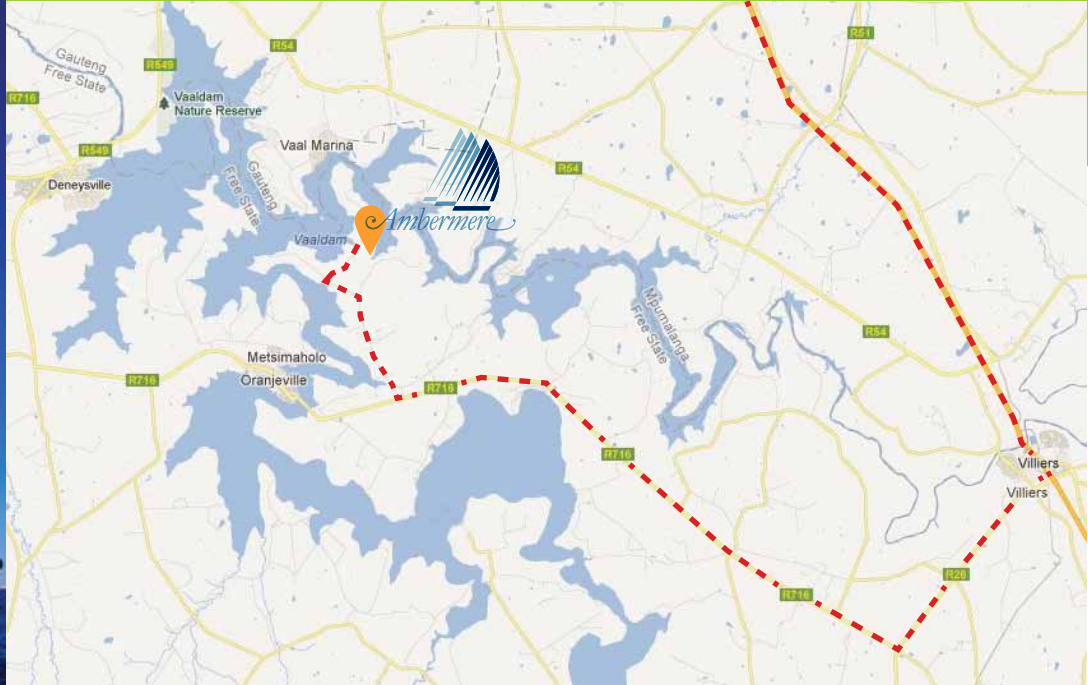 R54
R51
Gauteng
Free State
R549
R716
Vaaldam
Nature Reserve
R549
Vaal Marina
Gauteng
Free State
R54
Deneysville
Ambermere
Vaaldam
Mpumalanga
Free State
R54
Metsimaholo
R716
Oranjeville
R716
R716
Villiers
Villiers
R26
R716